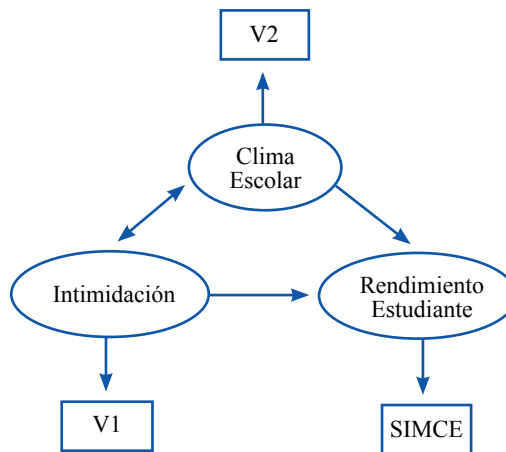 V2
Clima
Escolar
Intimidación
Rendimiento
Estudiante
V1
SIMCE